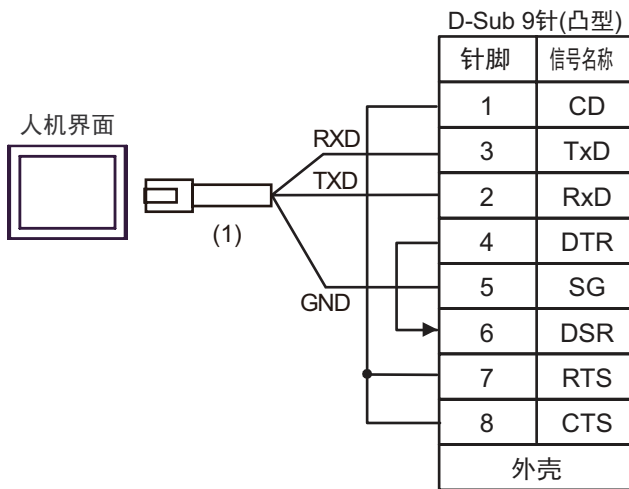 D-Sub 9针(凸型)
针脚 信号名称
人机界面
1 CD
RXD
3 TxD
TXD
2 RxD
(1)
4 DTR
GND
5 SG
6 DSR
7 RTS
8 CTS
外壳